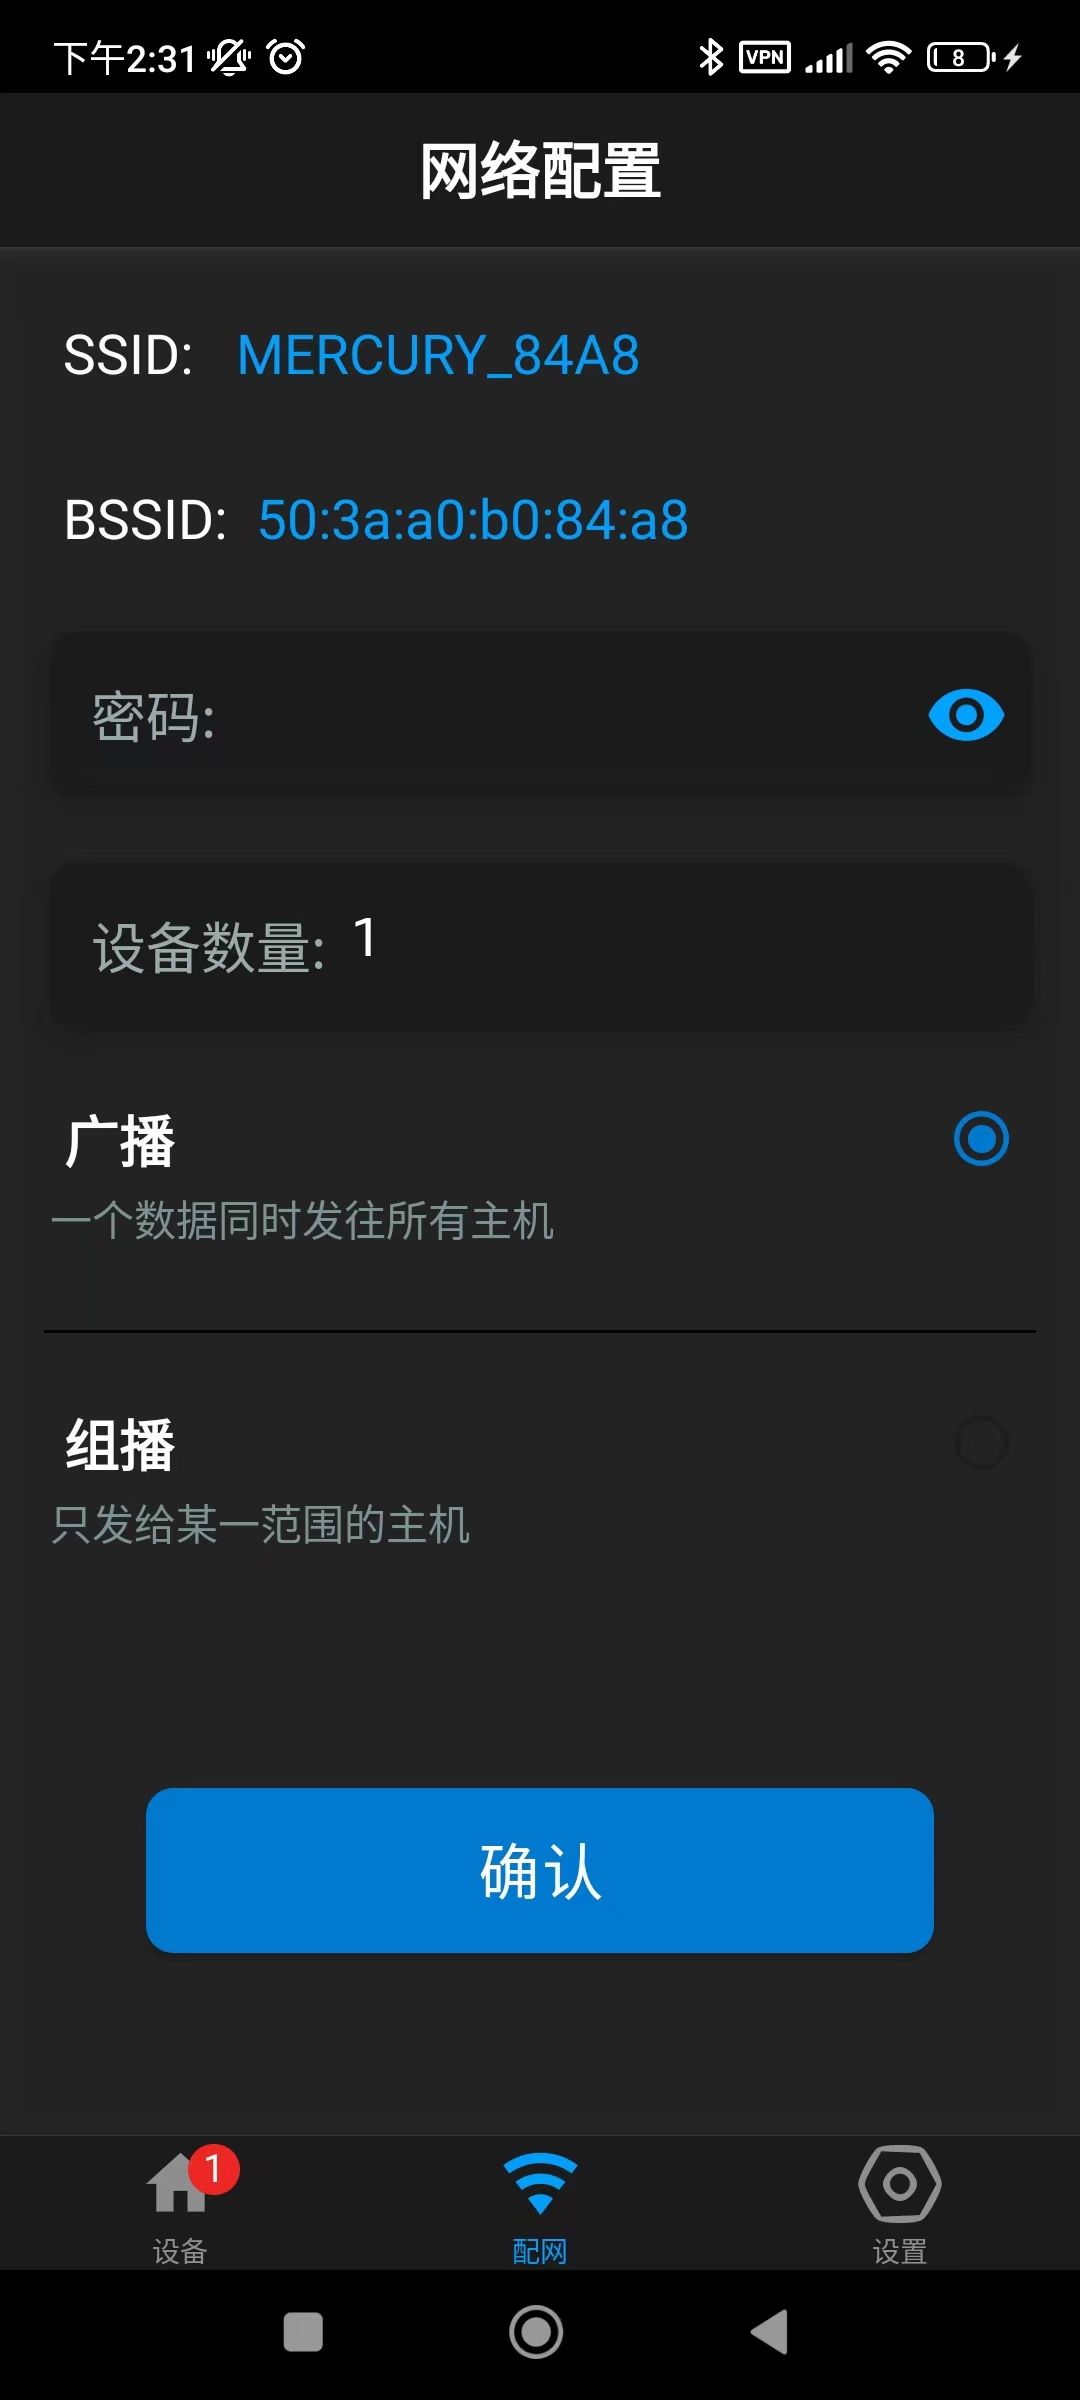 下午2:31 VPN 8
网络配置
SSID: MERCURY_84A8
BSSID: 50:3a:a0:b0:84:a8
密码:
设备数量: 1
广播
一个数据同时发往所有主机
组播
只发给某一范围的主机
确认
1
设备 配网 设置